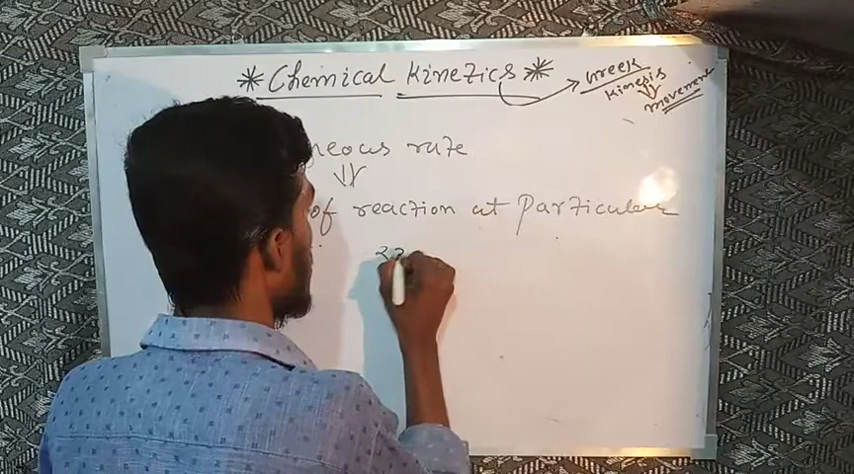 * Chemical Kinetics *
Greek
Kinesis
movement
neous rate
of reaction at Particular